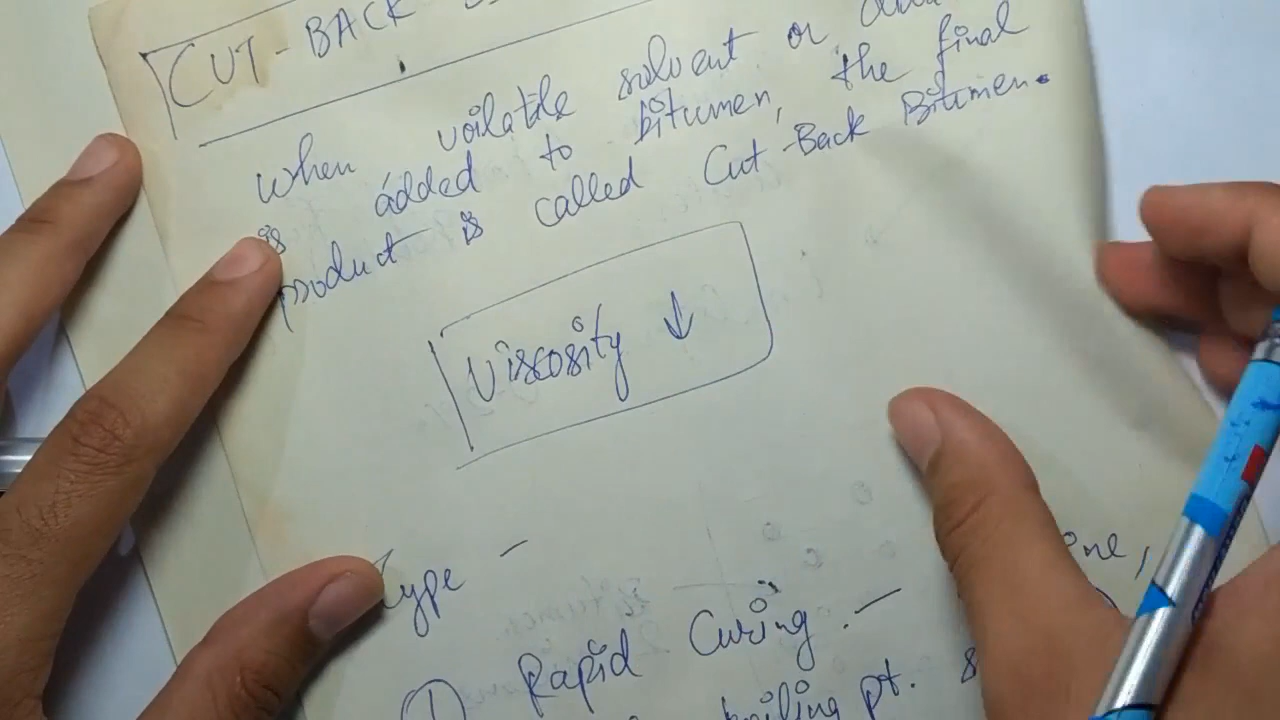 CUT-BACK
When voilatile solvent or
is added to bitumen, the final
product is called Cut-Back Bitumen.
Viscosity ↓
Type -
① Rapid Curing -
boiling pt.